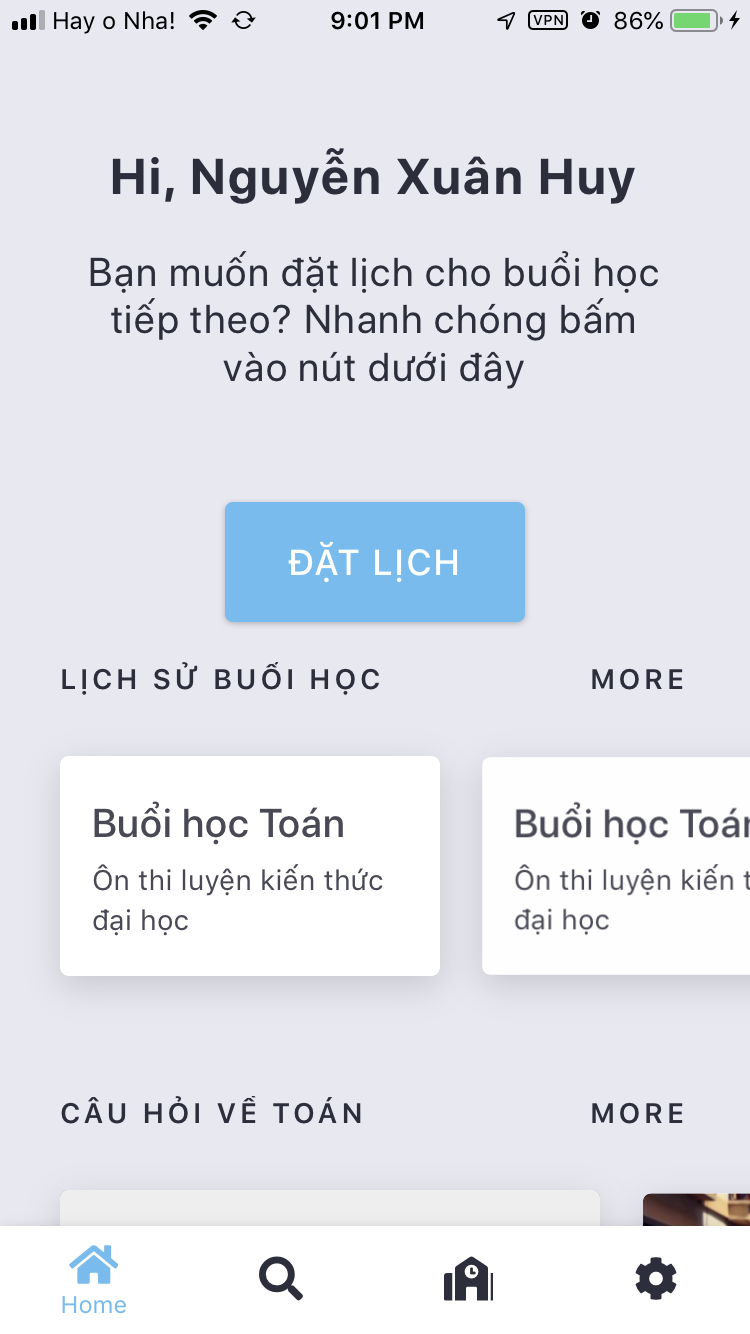 Hay o Nha!
9:01 PM
VPN
86%
Hi, Nguyễn Xuân Huy
Bạn muốn đặt lịch cho buổi học
tiếp theo? Nhanh chóng bấm
vào nút dưới đây
ĐẶT LỊCH
LỊCH SỬ BUỔI HỌC
MORE
Buổi học Toán
Ôn thi luyện kiến thức
đại học
Buổi học Toán
Ôn thi luyện kiến t
đại học
CÂU HỎI VỀ TOÁN
MORE
Home